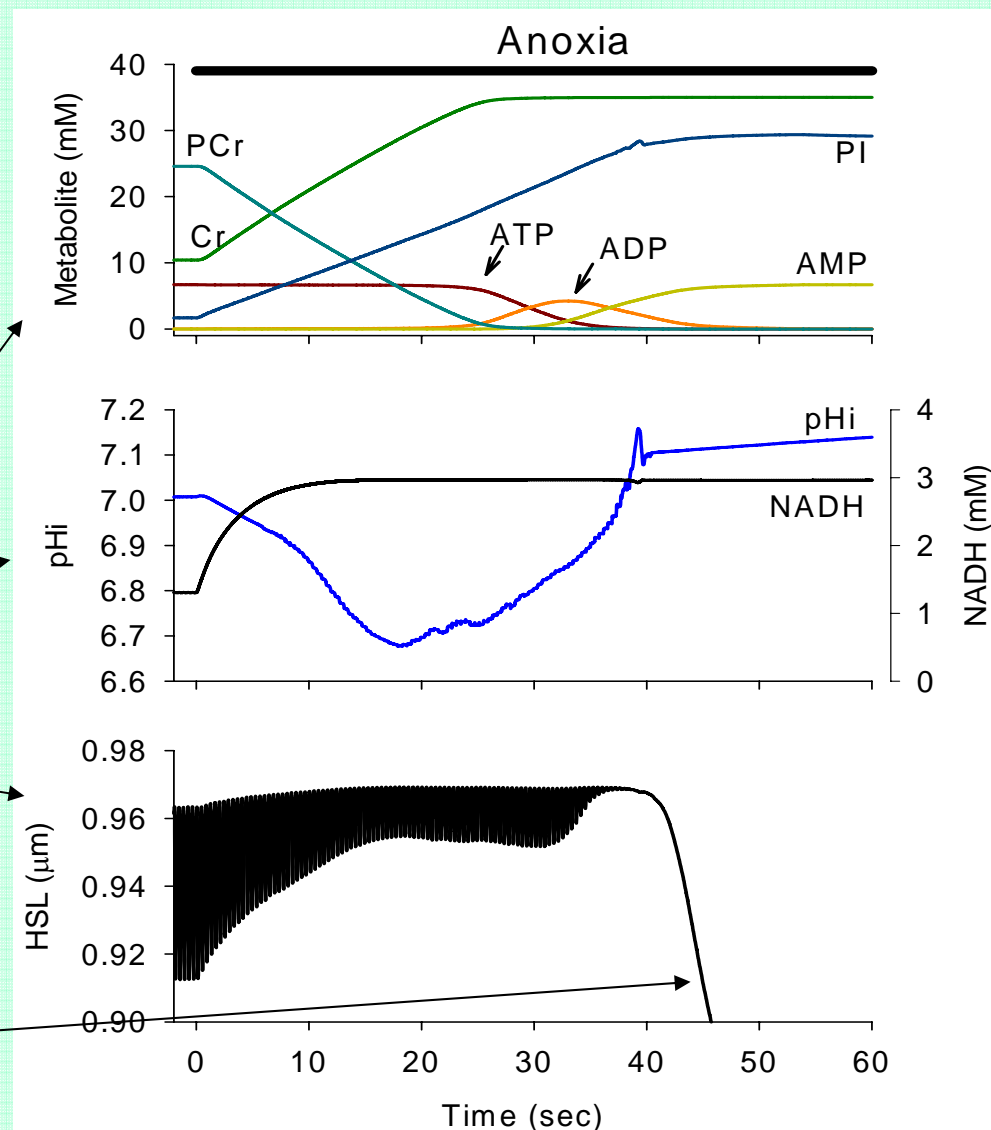 Anoxia
40
30
20
10
0
Metabolite (mM)
PCr
Cr
ATP
ADP
PI
AMP
7.2
7.1
7.0
6.9
6.8
6.7
6.6
pHi
pHi
NADH
4
3
2
1
0
NADH (mM)
0.98
0.96
0.94
0.92
0.90
HSL (μm)
0 10 20 30 40 50 60
Time (sec)